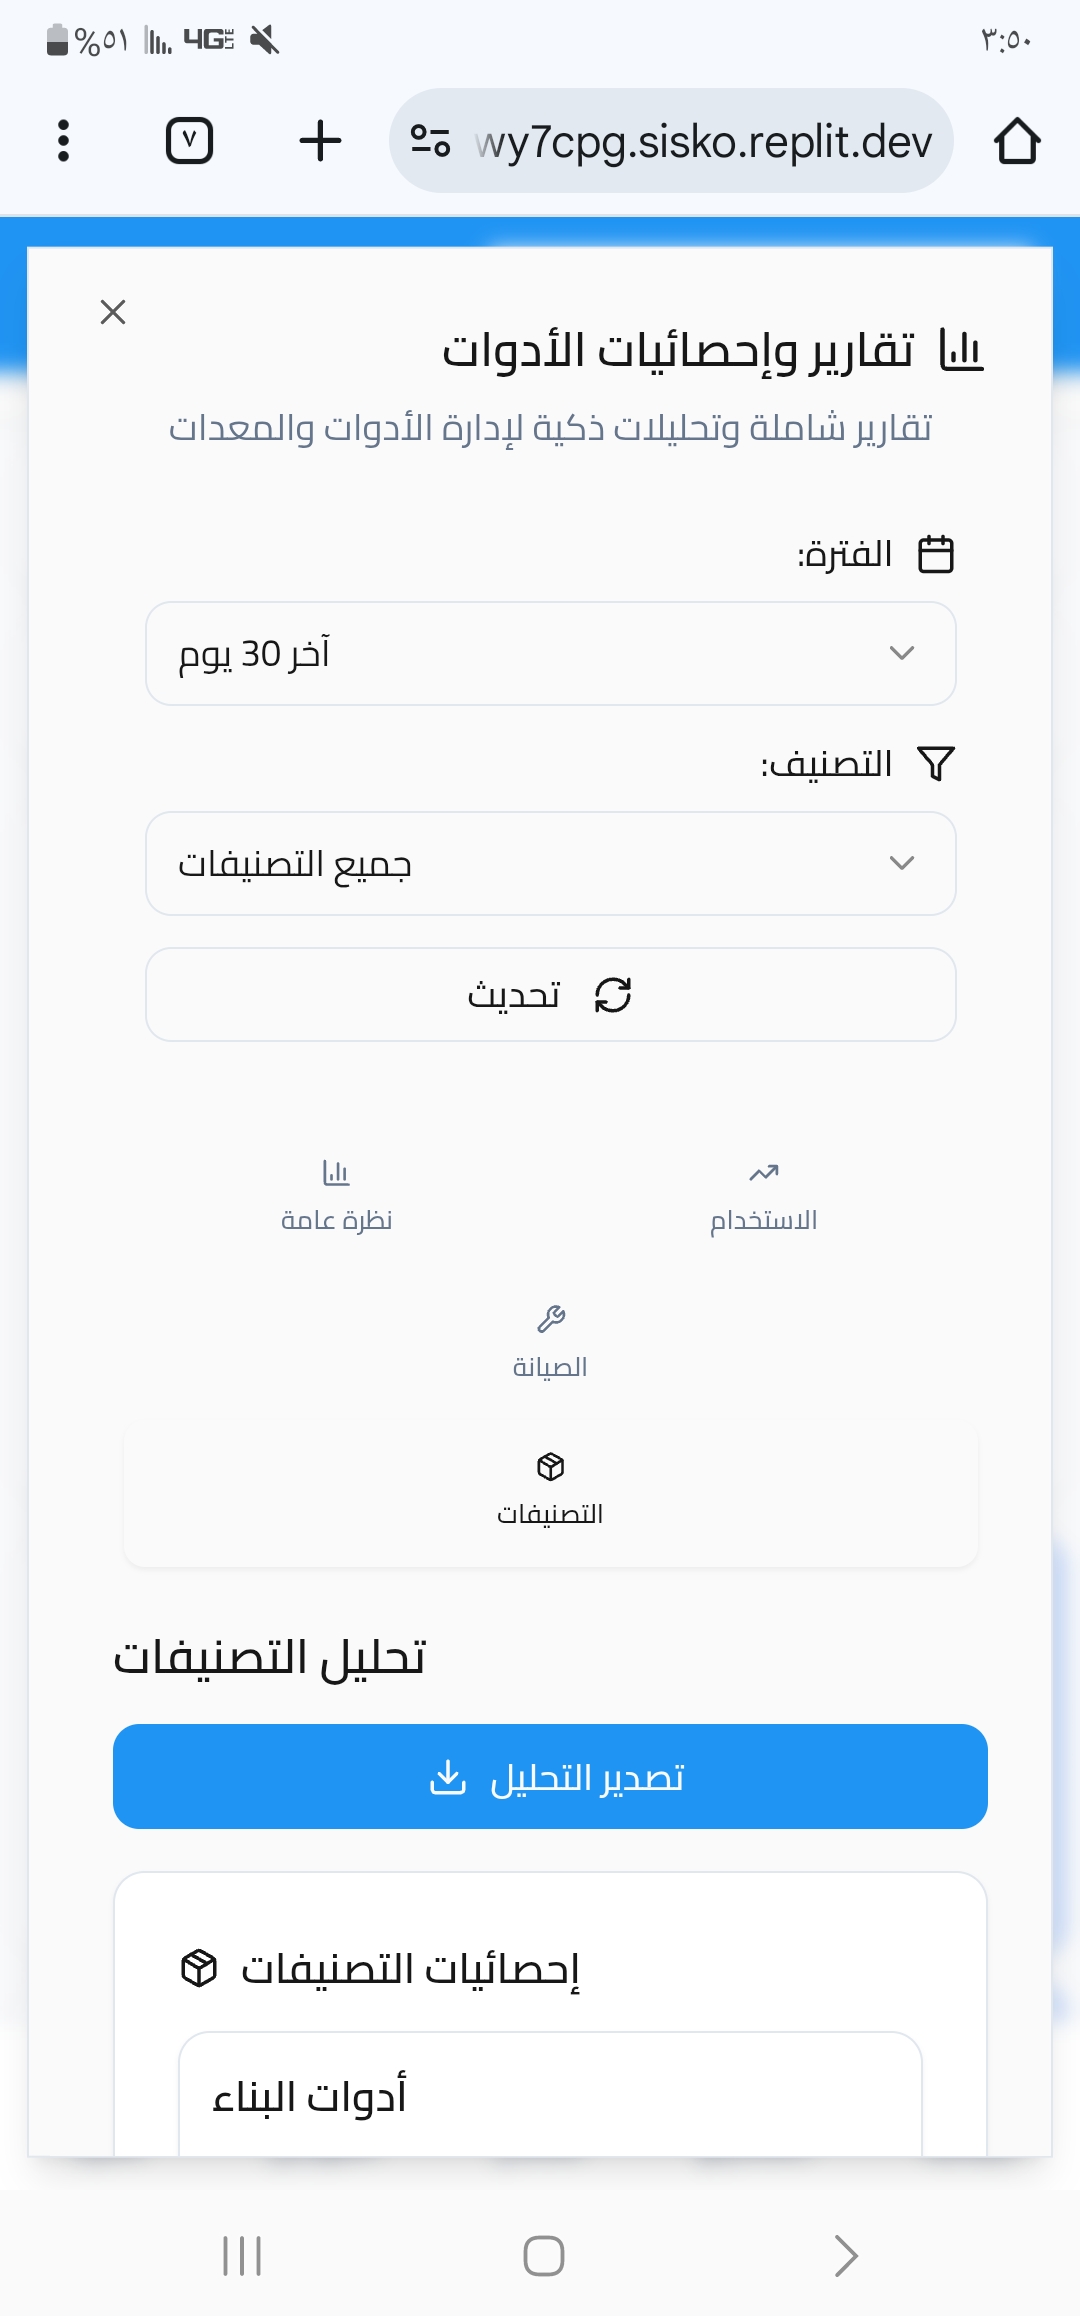 ٣:٥٠
%٥١ 4G LTE
wy7cpg.sisko.replit.dev
٧
تقارير وإحصائيات الأدوات
تقارير شاملة وتحليلات ذكية لإدارة الأدوات والمعدات
الفترة:
آخر 30 يوم
التصنيف:
جميع التصنيفات
تحديث
الاستخدام
نظرة عامة
الصيانة
التصنيفات
تحليل التصنيفات
تصدير التحليل
إحصائيات التصنيفات
أدوات البناء